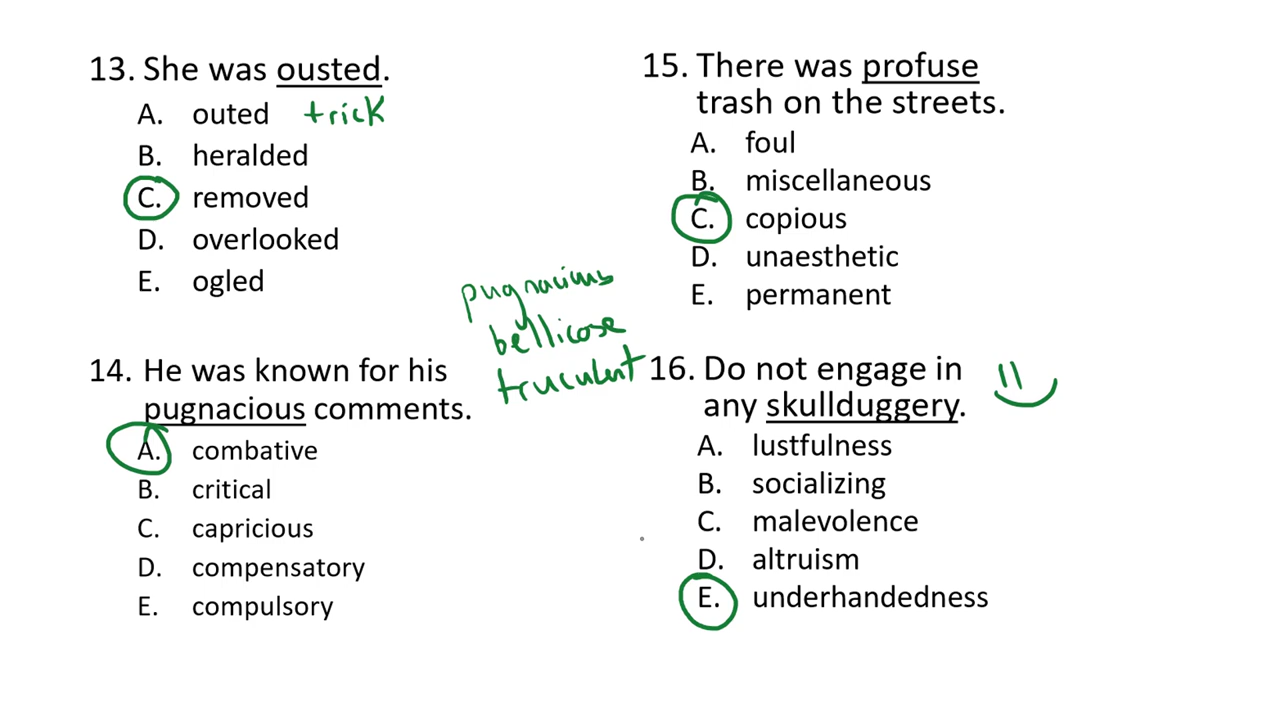 13. She was ousted.
A. outed trick
B. heralded
C. removed
D. overlooked
E. ogled
14. He was known for his
pugnacious comments.
A. combative
B. critical
C. capricious
D. compensatory
E. compulsory
pugnacious
bellicose
truculent
15. There was profuse
trash on the streets.
A. foul
B. miscellaneous
C. copious
D. unaesthetic
E. permanent
16. Do not engage in
any skullduggery.
A. lustfulness
B. socializing
C. malevolence
D. altruism
E. underhandedness